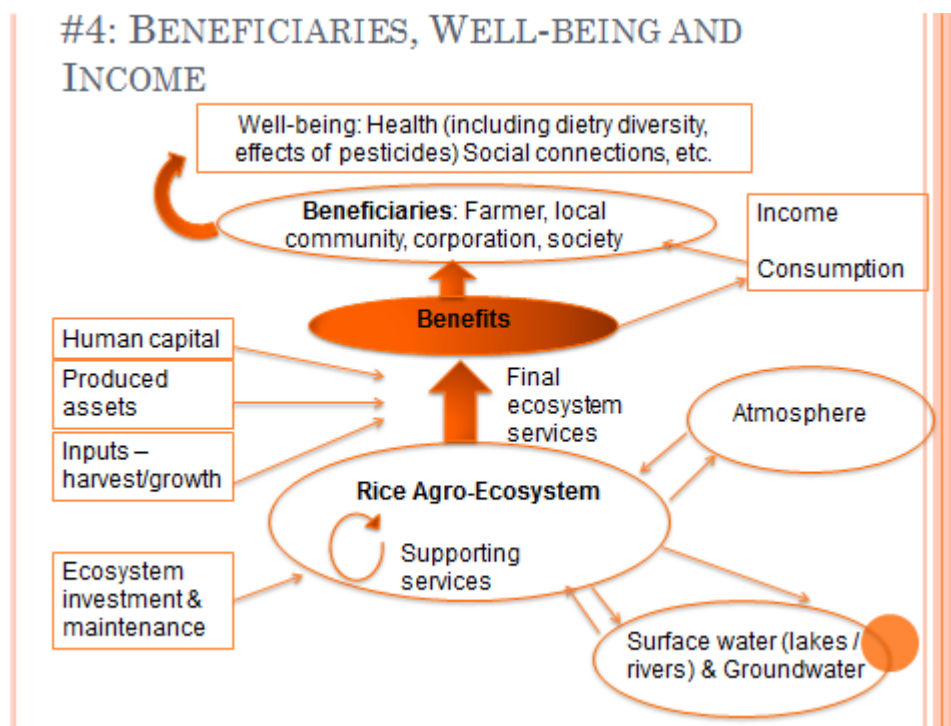 #4: BENEFICIARIES, WELL-BEING AND
INCOME
Well-being: Health (including dietry diversity,
effects of pesticides) Social connections, etc.
Beneficiaries: Farmer, local
community, corporation, society
Income
Consumption
Benefits
Human capital
Produced
assets
Inputs –
harvest/growth
Final
ecosystem
services
Atmosphere
Rice Agro-Ecosystem
Supporting
services
Ecosystem
investment &
maintenance
Surface water (lakes /
rivers) & Groundwater